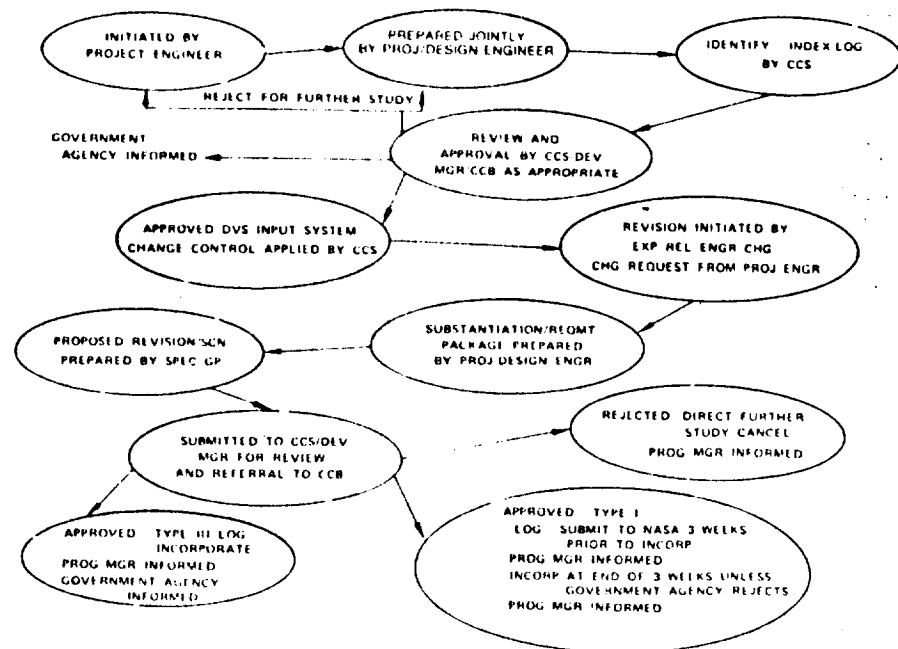 INITIATED BY
PROJECT ENGINEER
PREPARED JOINTLY
BY PROJ/DESIGN ENGINEER
IDENTIFY INDEX LOG
BY CCS
REJECT FOR FURTHER STUDY
GOVERNMENT
AGENCY INFORMED
REVIEW AND
APPROVAL BY CCS/DEV
MGR/CCB AS APPROPRIATE
APPROVED DVS INPUT SYSTEM
CHANGE CONTROL APPLIED BY CCS
REVISION INITIATED BY
EXP REL ENGR CHG
CHG REQUEST FROM PROJ ENGR
SUBSTANTIATION/REQMT
PACKAGE PREPARED
BY PROJ/DESIGN ENGR
PROPOSED REVISION/SCN
PREPARED BY SPEC GP
SUBMITTED TO CCS/DEV
MGR FOR REVIEW
AND REFERRAL TO CCB
REJECTED DIRECT FURTHER
STUDY CANCEL
PROG MGR INFORMED
APPROVED TYPE III LOG
INCORPORATE
PROG MGR INFORMED
GOVERNMENT AGENCY
INFORMED
APPROVED TYPE I
LOG SUBMIT TO NASA 3 WEEKS
PRIOR TO INCORP
PROG MGR INFORMED
INCORP AT END OF 3 WEEKS UNLESS
GOVERNMENT AGENCY REJECTS
PROG MGR INFORMED